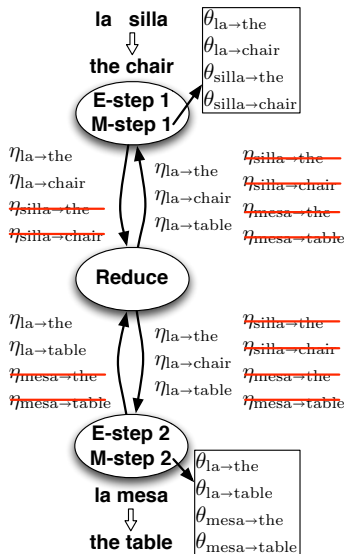 la silla
the chair
E-step 1
M-step 1
θla→the
θla→chair
θsilla→the
θsilla→chair
ηla→the
ηla→chair
ηsilla→the
ηsilla→chair
ηla→the
ηla→chair
ηla→table
ηsilla→the
ηsilla→chair
ηmesa→the
ηmesa→table
Reduce
ηla→the
ηla→table
ηmesa→the
ηmesa→table
ηla→the
ηla→chair
ηla→table
ηsilla→the
ηsilla→chair
ηmesa→the
ηmesa→table
E-step 2
M-step 2
θla→the
θla→table
θmesa→the
θmesa→table
la mesa
the table